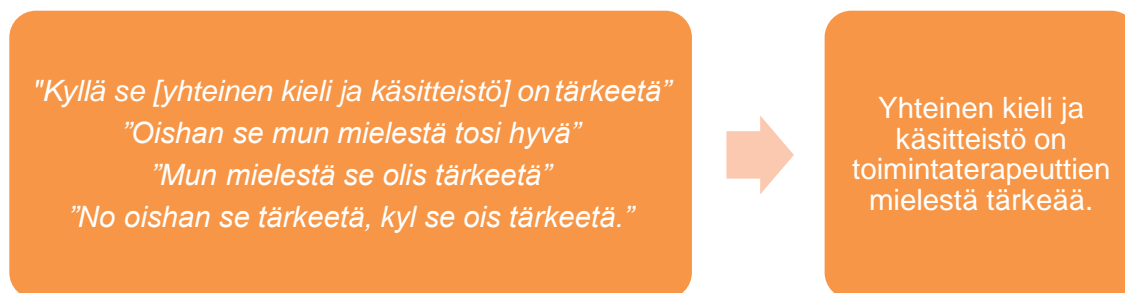 "Kyllä se [yhteinen kieli ja käsitteistö] on tärkeetä”
”Oishan se mun mielestä tosi hyvä”
”Mun mielestä se olis tärkeetä”
”No oishan se tärkeetä, kyl se ois tärkeetä.”
Yhteinen kieli ja
käsitteistö on
toimintaterapeuttien
mielestä tärkeää.